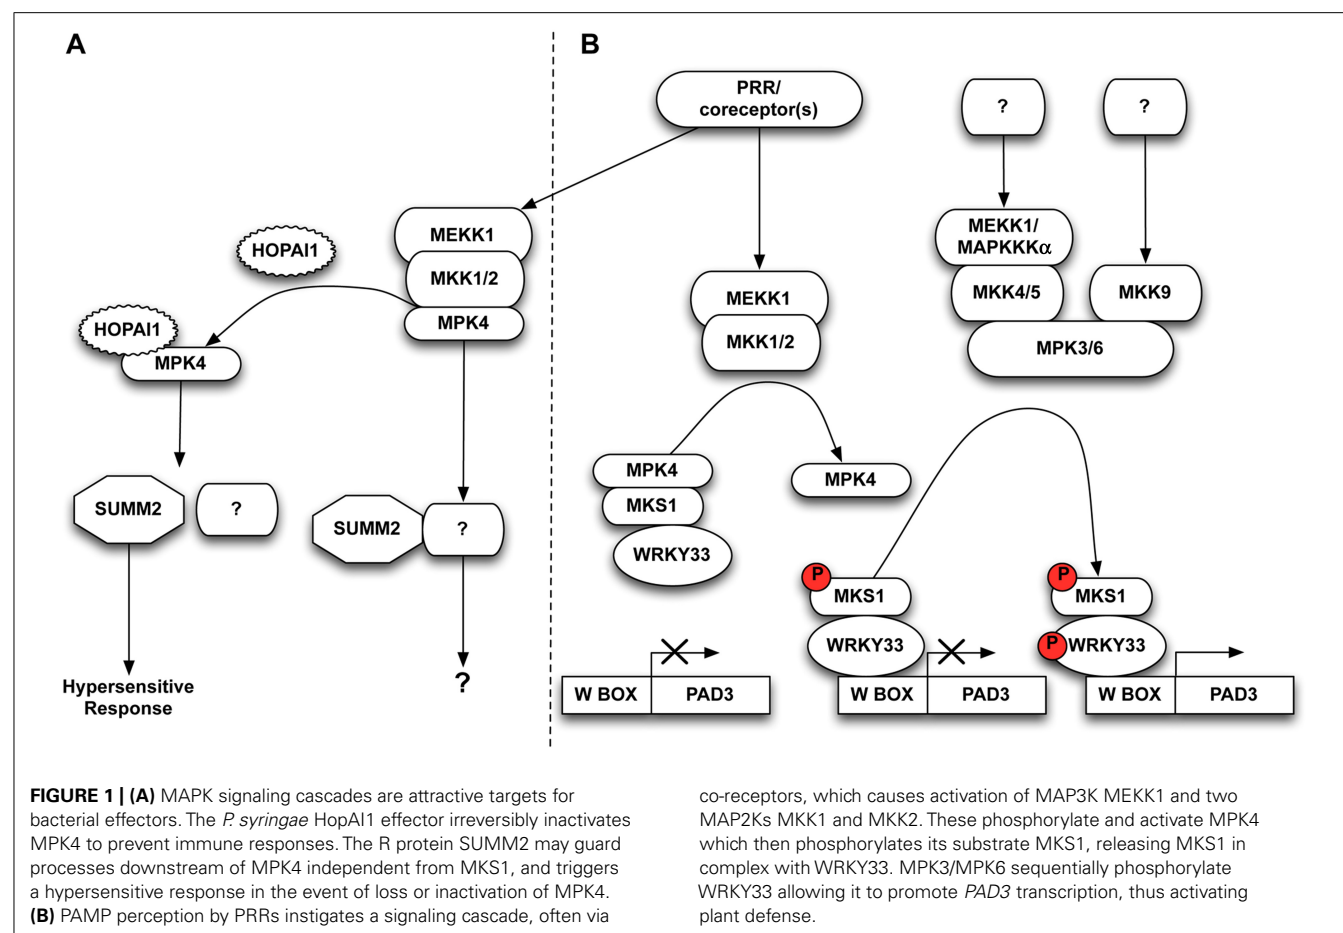 A
B
PRR/
coreceptor(s)
?
?
MEKK1
MKK1/2
MPK4
HOPAI1
HOPAI1
MPK4
MEKK1/
MAPKKKα
MKK4/5
MKK9
MPK3/6
MEKK1
MKK1/2
MPK4
MKS1
WRKY33
MPK4
SUMM2
?
SUMM2
?
P
MKS1
WRKY33
P
MKS1
P
WRKY33
Hypersensitive
Response
?
W BOX
PAD3
W BOX
PAD3
W BOX
PAD3
FIGURE 1 | (A) MAPK signaling cascades are attractive targets for
bacterial effectors. The P. syringae HopAI1 effector irreversibly inactivates
MPK4 to prevent immune responses. The R protein SUMM2 may guard
processes downstream of MPK4 independent from MKS1, and triggers
a hypersensitive response in the event of loss or inactivation of MPK4.
(B) PAMP perception by PRRs instigates a signaling cascade, often via
co-receptors, which causes activation of MAP3K MEKK1 and two
MAP2Ks MKK1 and MKK2. These phosphorylate and activate MPK4
which then phosphorylates its substrate MKS1, releasing MKS1 in
complex with WRKY33. MPK3/MPK6 sequentially phosphorylate
WRKY33 allowing it to promote PAD3 transcription, thus activating
plant defense.